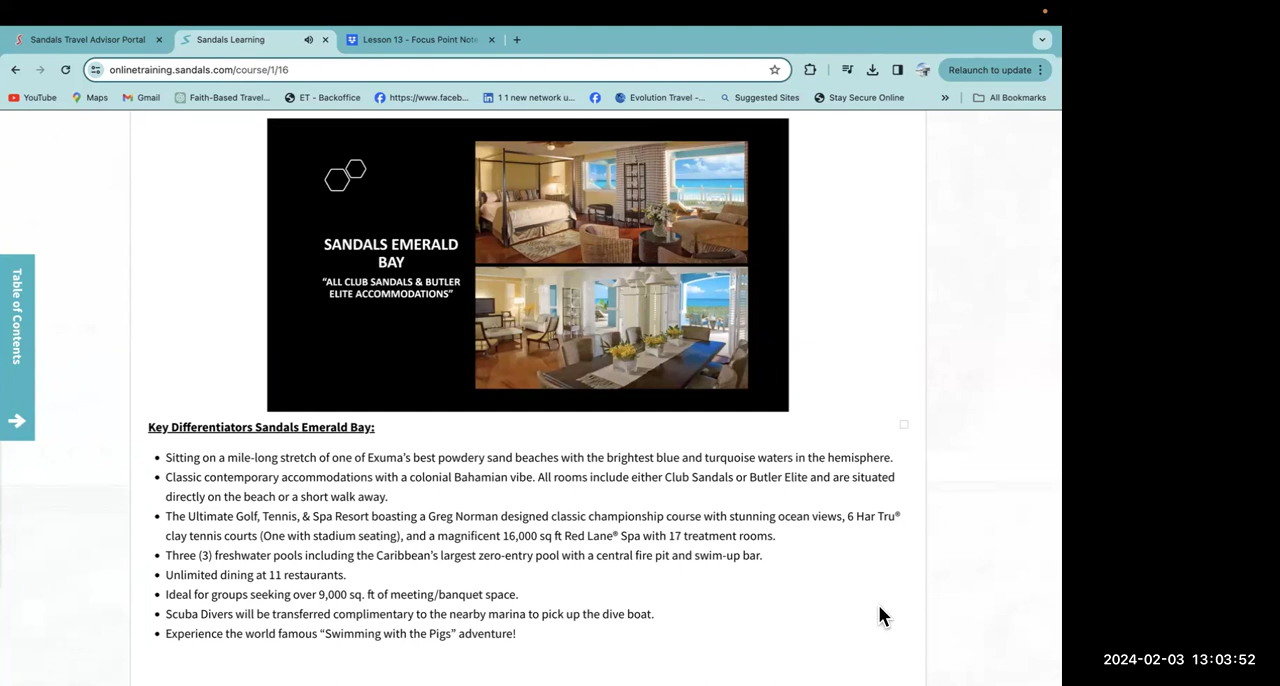 Sandals Travel Advisor Portal
Sandals Learning
Lesson 13 - Focus Point Note
onlinetraining.sandals.com/course/1/16
Relaunch to update
YouTube
Maps
Gmail
Faith-Based Travel...
ET - Backoffice
https://www.faceb...
1 1 new network u...
Evolution Travel -...
Suggested Sites
Stay Secure Online
»
All Bookmarks
Table of Contents
SANDALS EMERALD
BAY
“ALL CLUB SANDALS & BUTLER
ELITE ACCOMMODATIONS”
Key Differentiators Sandals Emerald Bay:
• Sitting on a mile-long stretch of one of Exuma’s best powdery sand beaches with the brightest blue and turquoise waters in the hemisphere.
• Classic contemporary accommodations with a colonial Bahamian vibe. All rooms include either Club Sandals or Butler Elite and are situated
directly on the beach or a short walk away.
• The Ultimate Golf, Tennis, & Spa Resort boasting a Greg Norman designed classic championship course with stunning ocean views, 6 Har Tru®
clay tennis courts (One with stadium seating), and a magnificent 16,000 sq ft Red Lane® Spa with 17 treatment rooms.
• Three (3) freshwater pools including the Caribbean’s largest zero-entry pool with a central fire pit and swim-up bar.
• Unlimited dining at 11 restaurants.
• Ideal for groups seeking over 9,000 sq. ft of meeting/banquet space.
• Scuba Divers will be transferred complimentary to the nearby marina to pick up the dive boat.
• Experience the world famous “Swimming with the Pigs” adventure!
2024-02-03 13:03:52